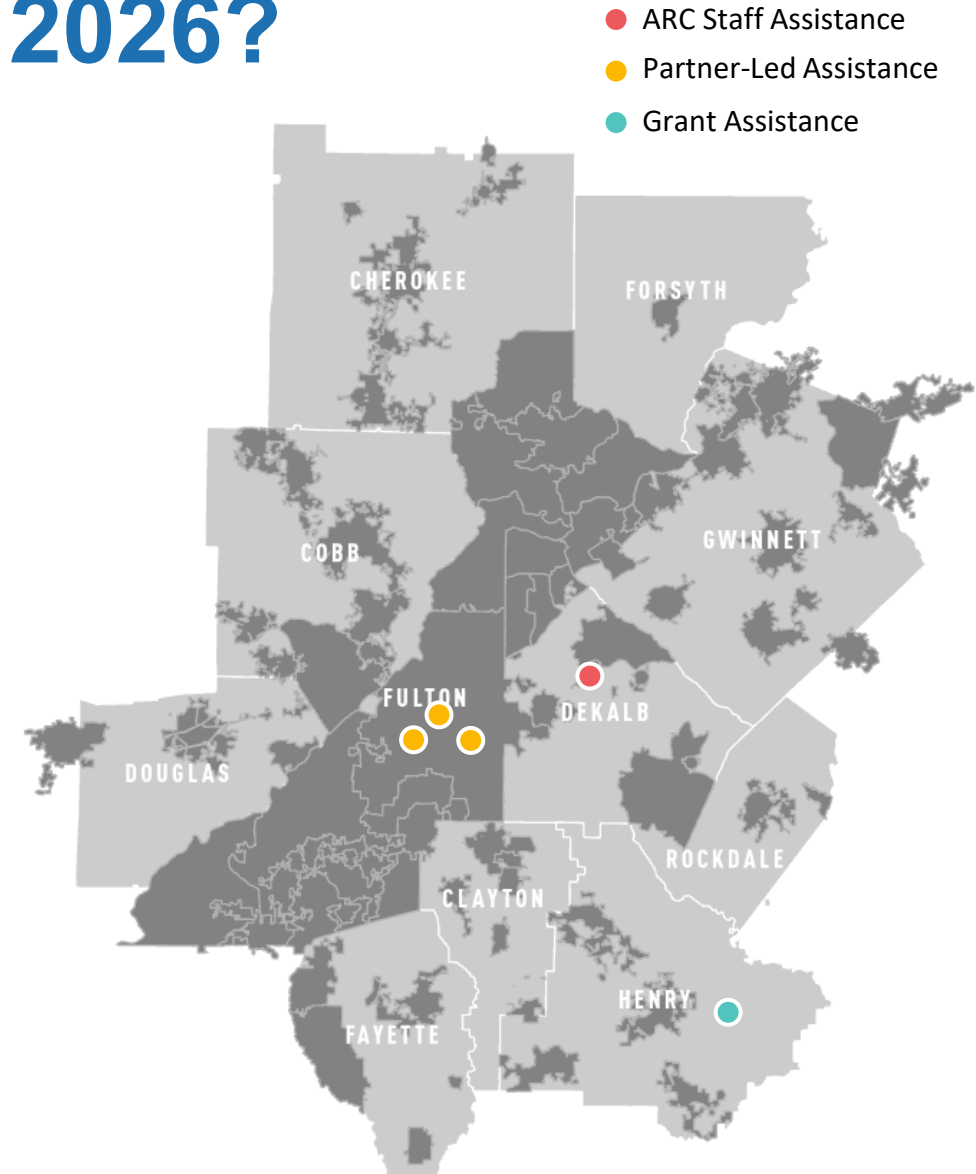 2026?
ARC Staff Assistance
Partner-Led Assistance
Grant Assistance
CHEROKEE
FORSYTH
COBB
GWINNETT
FULTON
DEKALB
DOUGLAS
ROCKDALE
CLAYTON
HENRY
FAYETTE